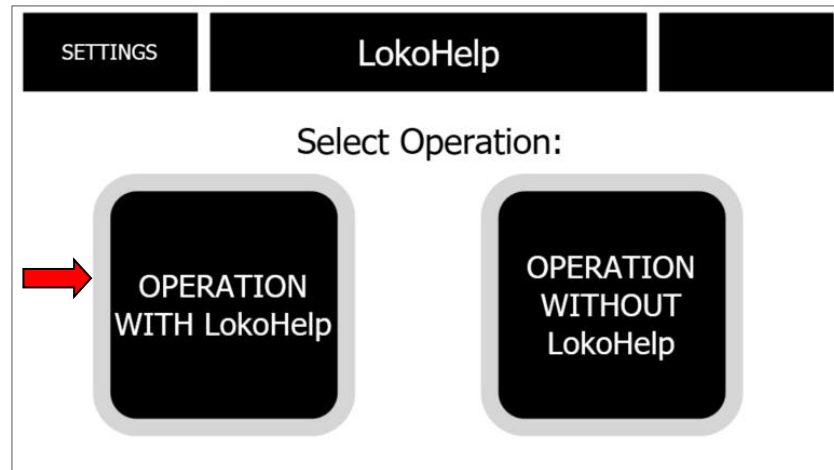 SETTINGS
LokoHelp
Select Operation:
OPERATION
WITH LokoHelp
OPERATION
WITHOUT
LokoHelp